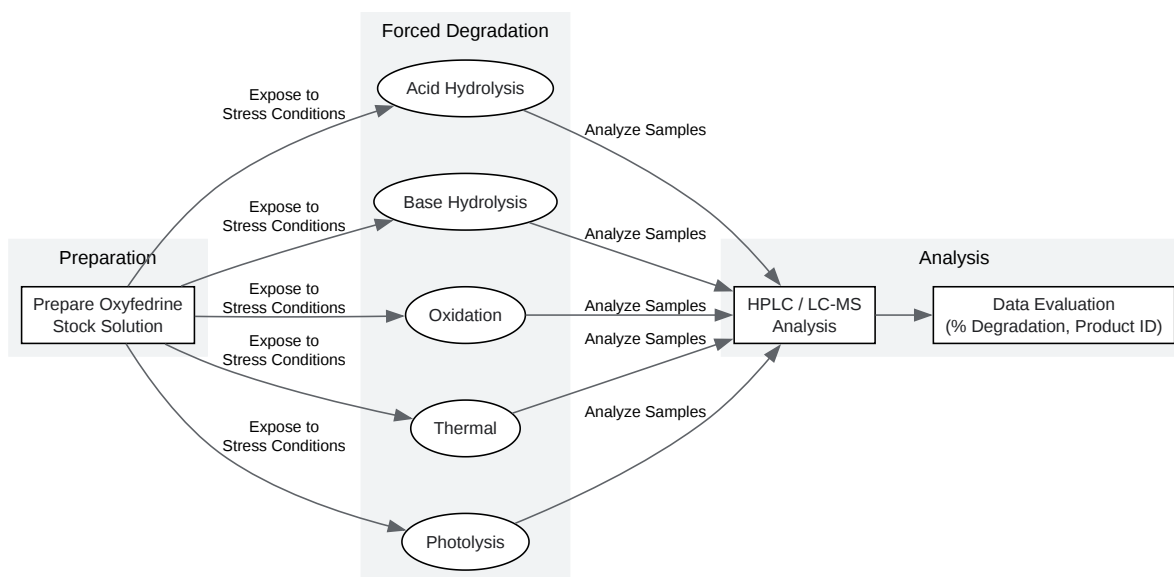 Forced Degradation
Acid Hydrolysis
Expose to
Stress Conditions
Analyze Samples
Base Hydrolysis
Expose to
Stress Conditions
Analyze Samples
Preparation
Analysis
Prepare Oxyfedrine
Stock Solution
Expose to
Stress Conditions
Oxidation
Analyze Samples
HPLC / LC-MS
Analysis
Data Evaluation
(% Degradation, Product ID)
Expose to
Stress Conditions
Analyze Samples
Thermal
Expose to
Stress Conditions
Analyze Samples
Photolysis